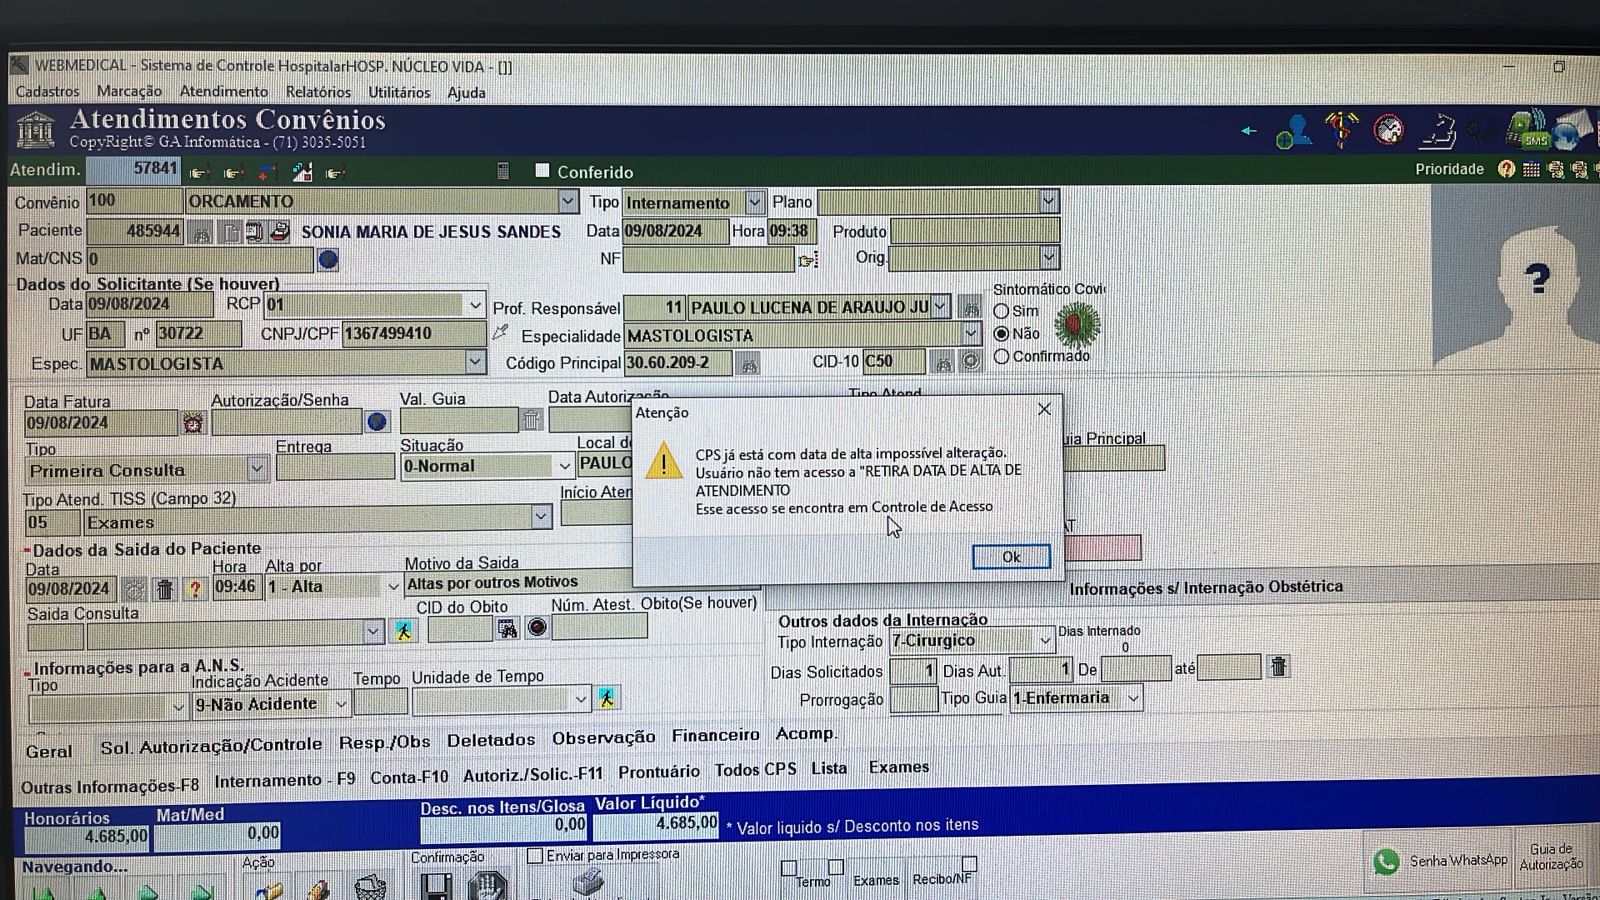 WEBMEDICAL - Sistema de Controle HospitalarHOSP. NÚCLEO VIDA - []]
Cadastros Marcação Atendimento Relatórios Utilitários Ajuda
Atendimentos Convênios
CopyRight© GA Informática - (71) 3035-5051
SMS
Atendim. 57841 Conferido Prioridade
Convênio 100 ORCAMENTO Tipo Internamento Plano
Paciente 485944 SONIA MARIA DE JESUS SANDES Data 09/08/2024 Hora 09:38 Produto
Mat/CNS 0 NF Orig.
Dados do Solicitante (Se houver) Sintomático Covi
Data 09/08/2024 RCP 01 Prof. Responsável 11 PAULO LUCENA DE ARAUJO JU Sim
UF BA nº 30722 CNPJ/CPF 1367499410 Especialidade MASTOLOGISTA Não
Espec. MASTOLOGISTA Código Principal 30.60.209-2 CID-10 C50 Confirmado
Data Fatura Autorização/Senha Val. Guia Data Autorização Tipo Atend
09/08/2024
Atenção
Tipo Entrega Situação Local d uia Principal
Primeira Consulta 0-Normal PAULO
CPS já está com data de alta impossível alteração.
Usuário não tem acesso a "RETIRA DATA DE ALTA DE
ATENDIMENTO
Esse acesso se encontra em Controle de Acesso
Ok
Tipo Atend. TISS (Campo 32) Início Aten
05 Exames
Dados da Saida do Paciente
Data Hora Alta por Motivo da Saida
09/08/2024 09:46 1 - Alta Altas por outros Motivos
Informações s/ Internação Obstétrica
Saida Consulta CID do Obito Núm. Atest. Obito(Se houver)
Outros dados da Internação
Tipo Internação 7-Cirurgico Dias Internado
0
Informações para a A.N.S.
Dias Solicitados 1 Dias Aut. 1 De até
Tipo Indicação Acidente Tempo Unidade de Tempo
9-Não Acidente
Prorrogação Tipo Guia 1-Enfermaria
Geral Sol. Autorização/Controle Resp./Obs Deletados Observação Financeiro Acomp.
Outras Informações-F8 Internamento - F9 Conta-F10 Autoriz./Solic.-F11 Prontuário Todos CPS Lista Exames
Honorários Mat/Med Desc. nos Itens/Glosa Valor Líquido*
4.685,00 0,00 0,00 4.685,00 * Valor liquido s/ Desconto nos itens
Navegando... Ação Confirmação Enviar para Impressora
Termo Exames Recibo/NF
Senha WhatsApp
Guia de
Autorização